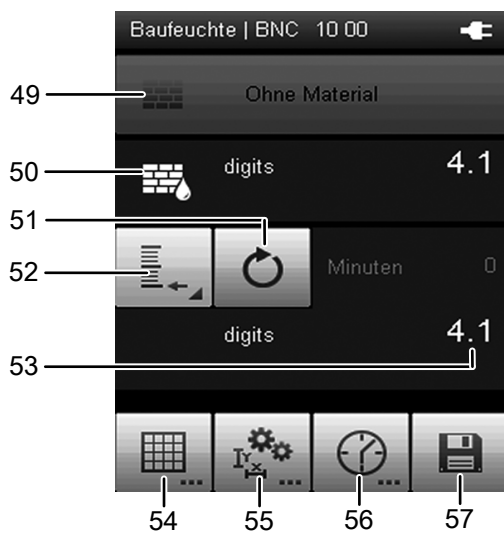 Baufeuchte | BNC 10 00
49
Ohne Material
50
digits 4.1
51
52
Minuten 0
digits 4.1
53
54 55 56 57